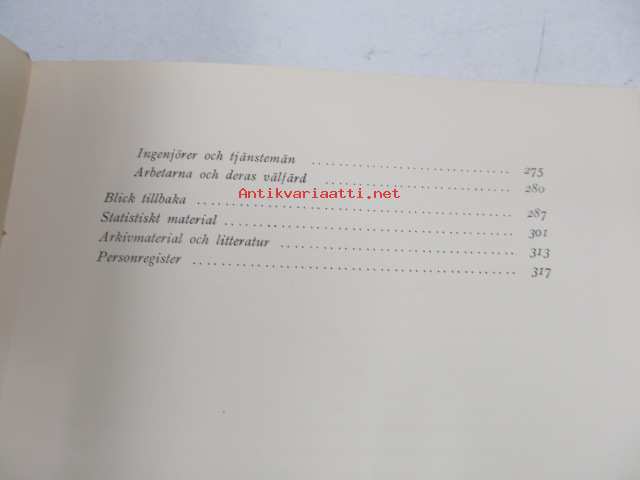 Ingenjörer och tjänstemän ........................................ 275
Arbetarna och deras välfärd ........................................ 280
Antikvariaatti.net
Blick tillbaka ........................................ 287
Statistiskt material ........................................ 301
Arkivmaterial och litteratur ........................................ 313
Personregister ........................................ 317